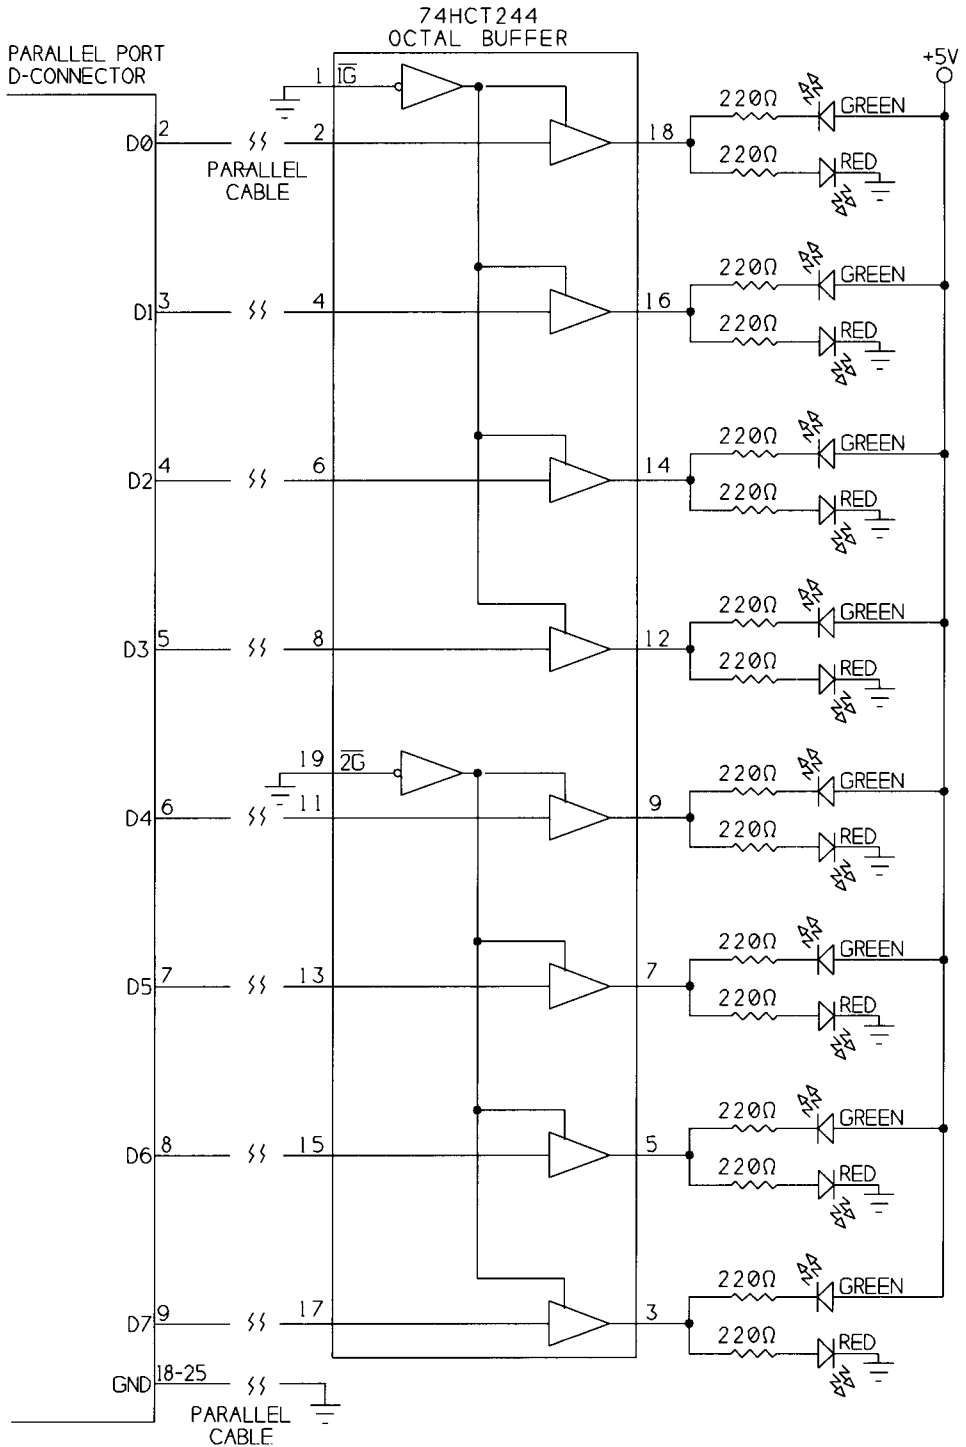 74HCT244
OCTAL BUFFER
PARALLEL PORT
D-CONNECTOR
+5V
1 1G
220Ω GREEN
D0 2 2 18
PARALLEL
CABLE
220Ω RED
220Ω GREEN
D1 3 4 16
220Ω RED
220Ω GREEN
D2 4 6 14
220Ω RED
220Ω GREEN
D3 5 8 12
220Ω RED
19 2G
220Ω GREEN
D4 6 11 9
220Ω RED
220Ω GREEN
D5 7 13 7
220Ω RED
220Ω GREEN
D6 8 15 5
220Ω RED
220Ω GREEN
D7 9 17 3
220Ω RED
GND 18-25
PARALLEL
CABLE